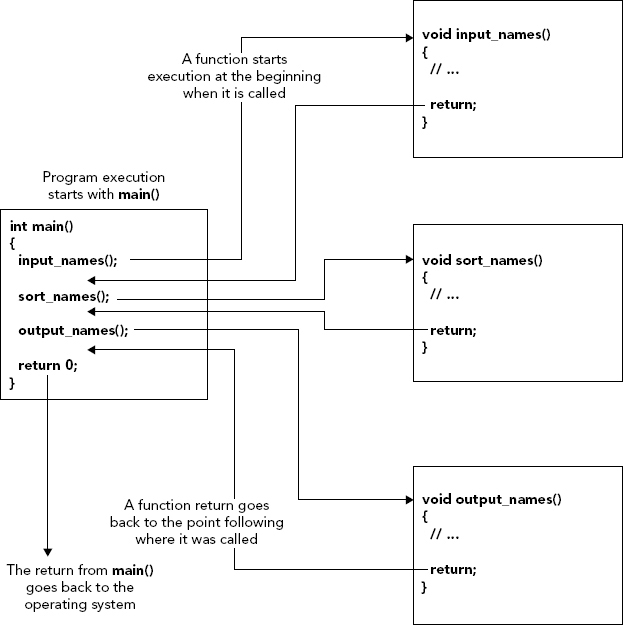 void input_names()
{
// ...
return;
}
A function starts
execution at the beginning
when it is called
Program execution
starts with main()
int main()
{
input_names();
sort_names();
output_names();
return 0;
}
void sort_names()
{
// ...
return;
}
A function return goes
back to the point following
where it was called
void output_names()
{
// ...
return;
}
The return from main()
goes back to the
operating system